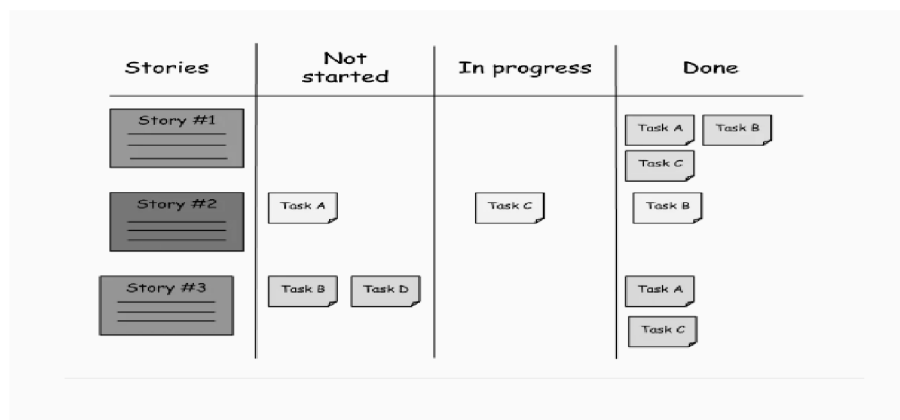 Stories
Not
started
In progress
Done
Story #1
Task A
Task B
Task C
Story #2
Task A
Task C
Task B
Story #3
Task B
Task D
Task A
Task C